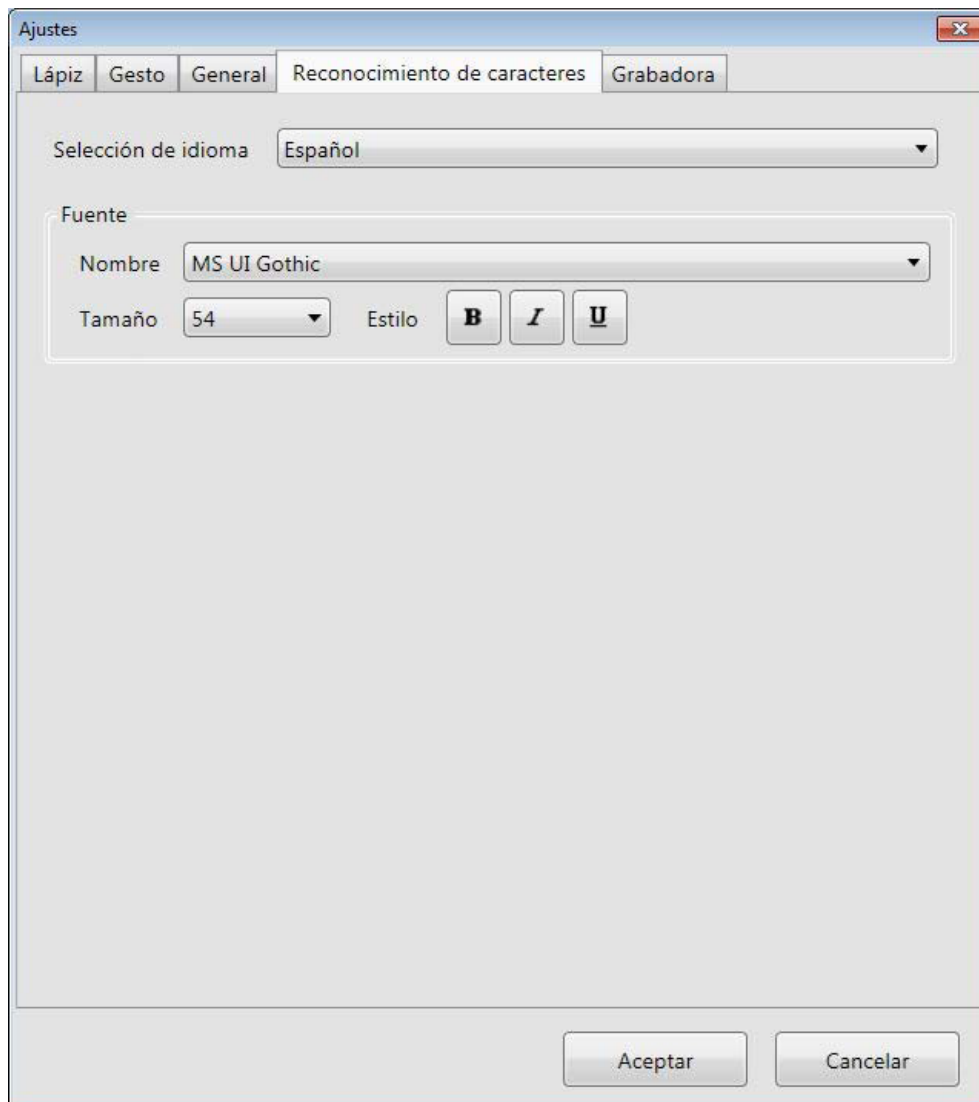 Ajustes
Lápiz Gesto General Reconocimiento de caracteres Grabadora
Selección de idioma Español
Fuente
Nombre MS UI Gothic
Tamaño 54 Estilo B I U
Aceptar Cancelar